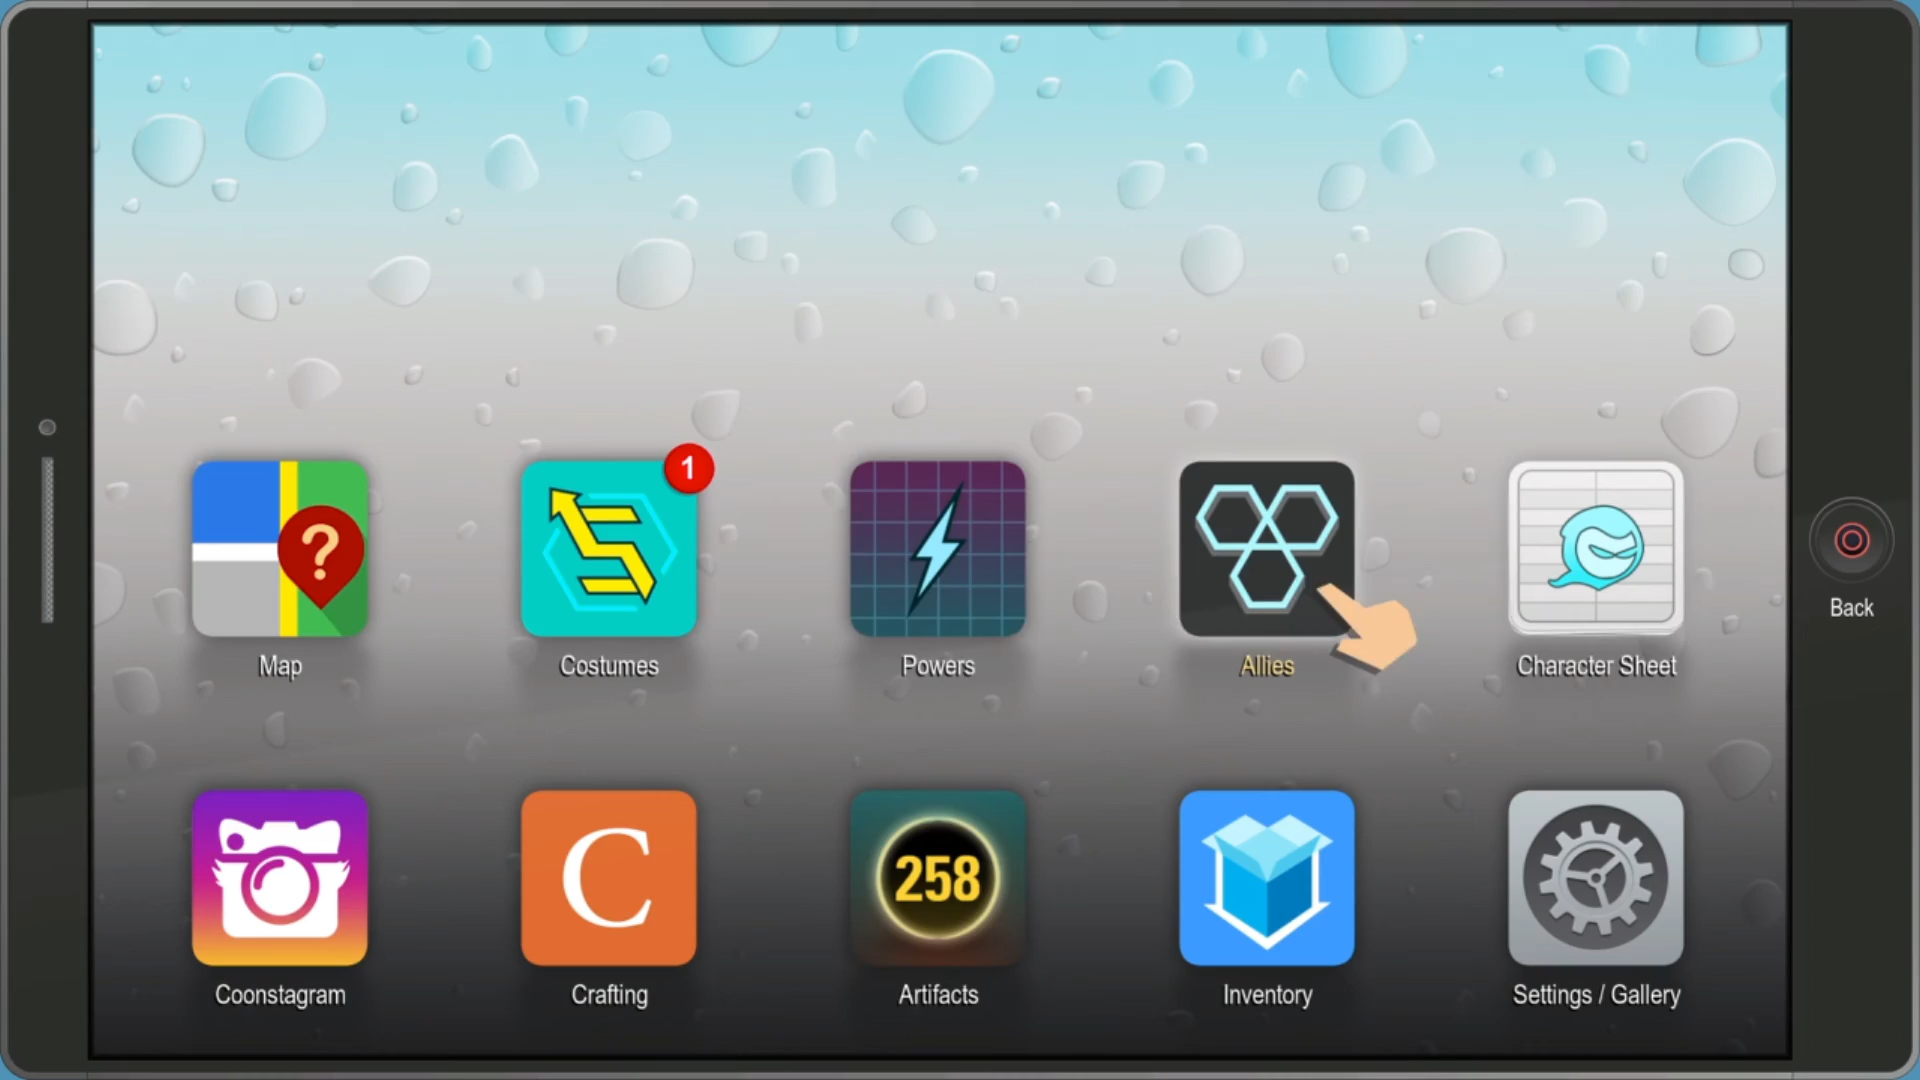 1
?
Map
Costumes
Powers
Allies
Character Sheet
Back
C
258
Coonstagram
Crafting
Artifacts
Inventory
Settings / Gallery